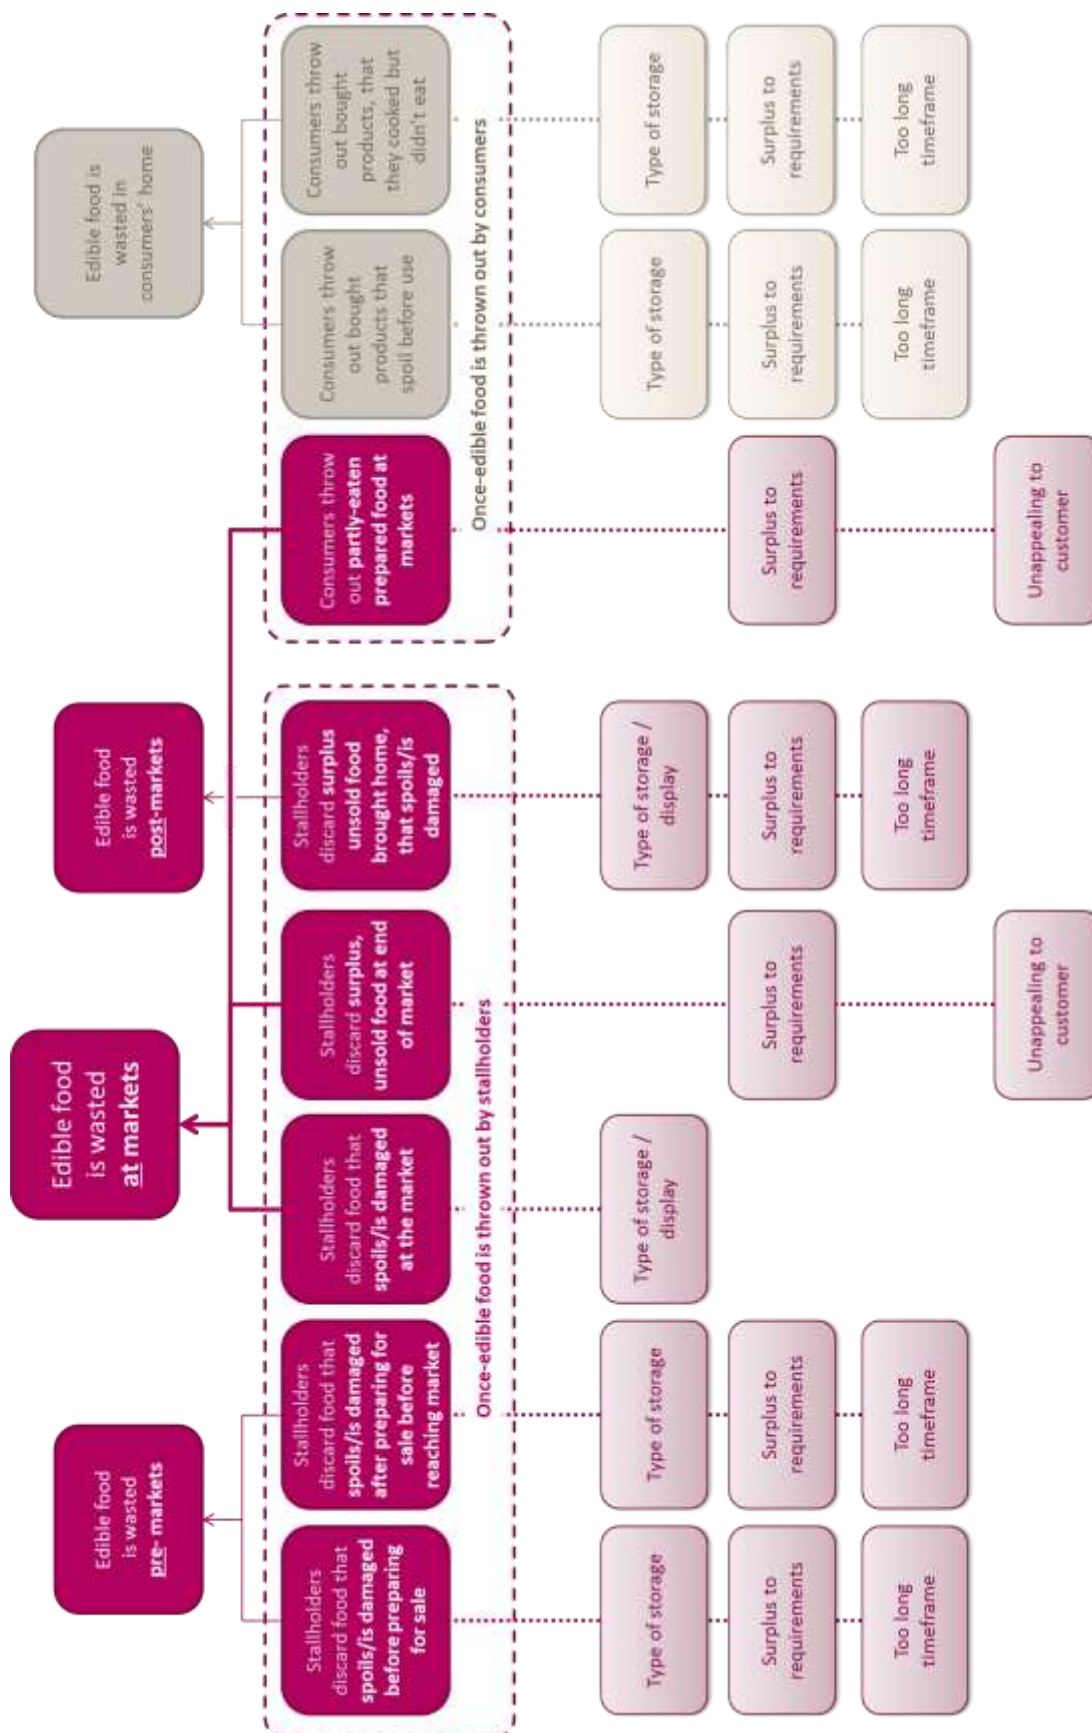 Edible food
is wasted
pre- markets
Edible food
is wasted
at markets
Edible food
is wasted
post-markets
Edible food is
wasted in
consumers' home
Stallholders
discard food that
spoils/is damaged
before preparing
for sale
Stallholders
discard food that
spoils/is damaged
after preparing for
sale before
reaching market
Stallholders
discard food that
spoils/is damaged
at the market
Stallholders
discard surplus,
unsold food at end
of market
Stallholders
discard surplus
unsold food
brought home,
that spoils/is
damaged
Consumers throw
out partly-eaten
prepared food at
markets
Consumers throw
out bought
products that
spoil before use
Consumers throw
out bought
products, that
they cooked but
didn't eat
Once-edible food is thrown out by stallholders
Once-edible food is thrown out by consumers
Type of storage
Type of storage
Type of storage /
display
Type of storage /
display
Type of storage
Type of storage
Surplus to
requirements
Surplus to
requirements
Surplus to
requirements
Surplus to
requirements
Surplus to
requirements
Surplus to
requirements
Surplus to
requirements
Too long
timeframe
Too long
timeframe
Too long
timeframe
Too long
timeframe
Too long
timeframe
Unappealing to
customer
Unappealing to
customer